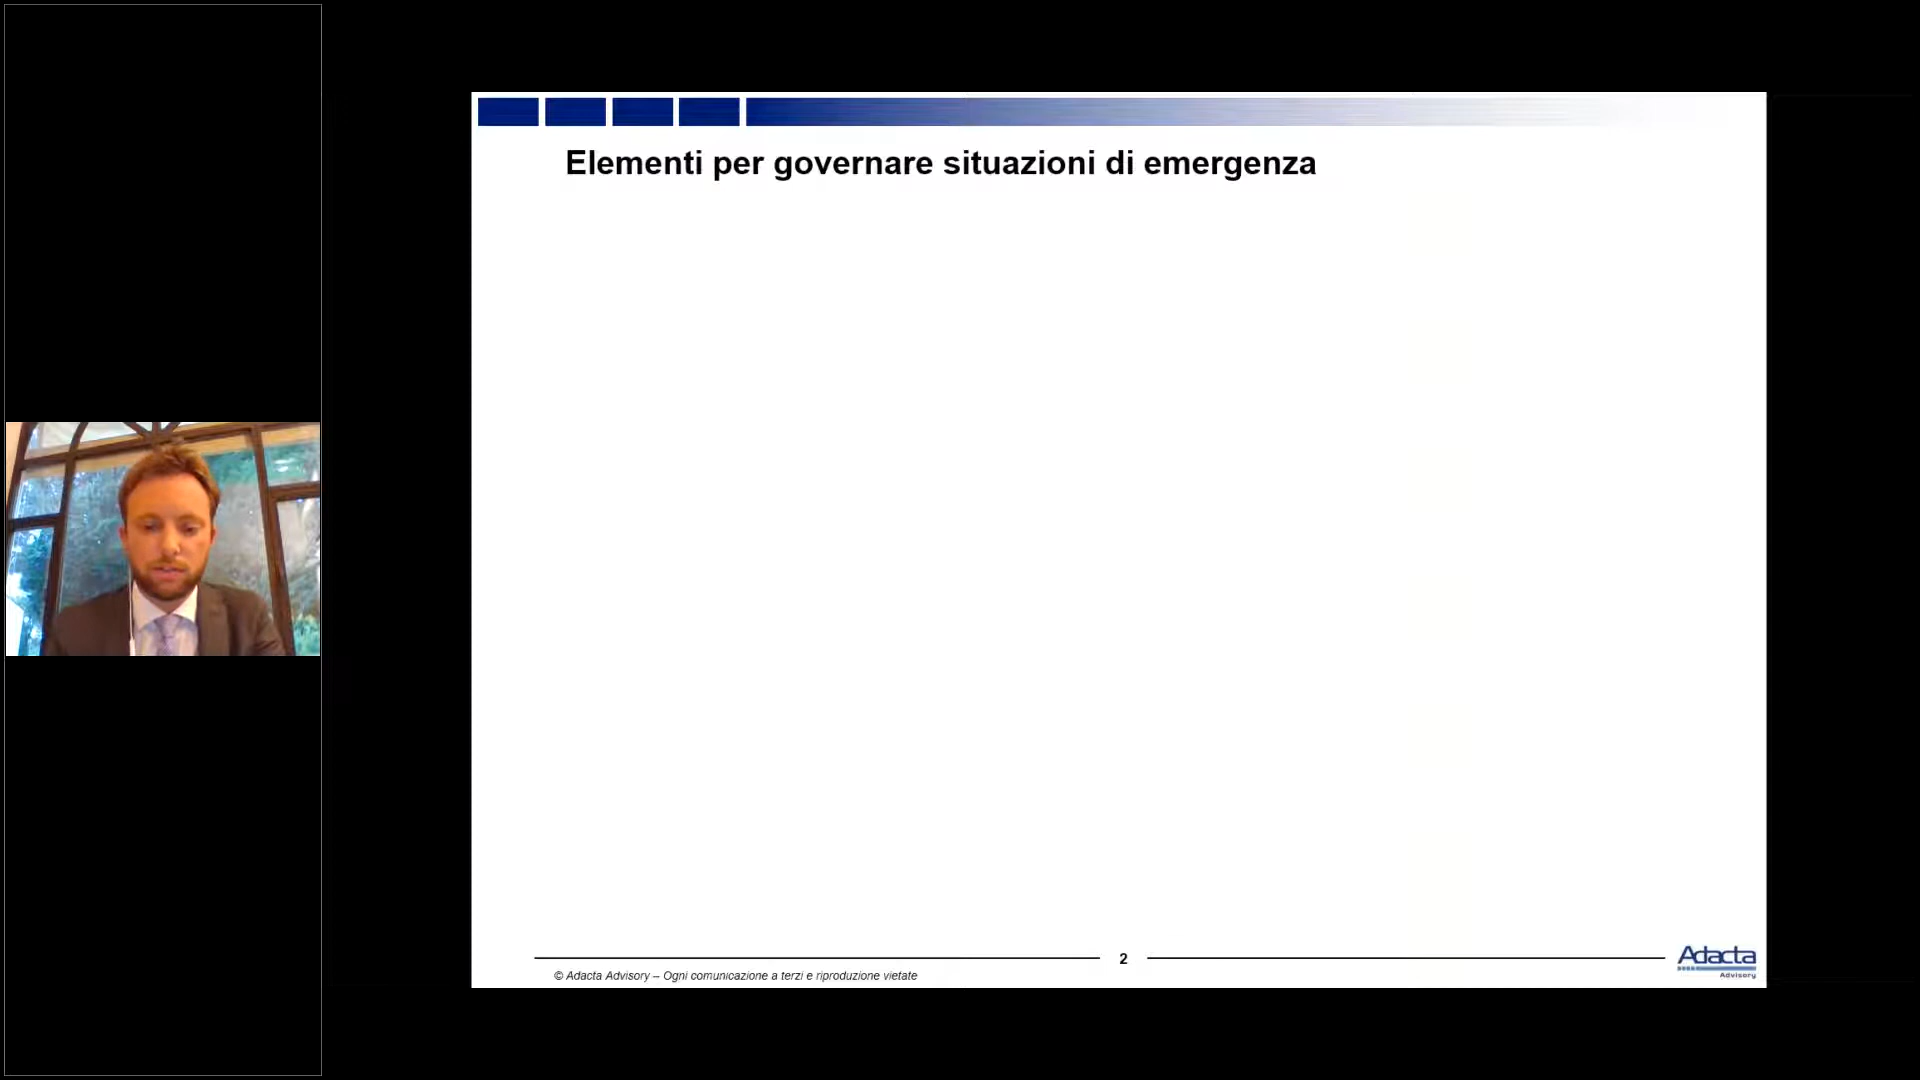 Elementi per governare situazioni di emergenza
2
© Adacta Advisory – Ogni comunicazione a terzi e riproduzione vietate
Adacta
Advisory